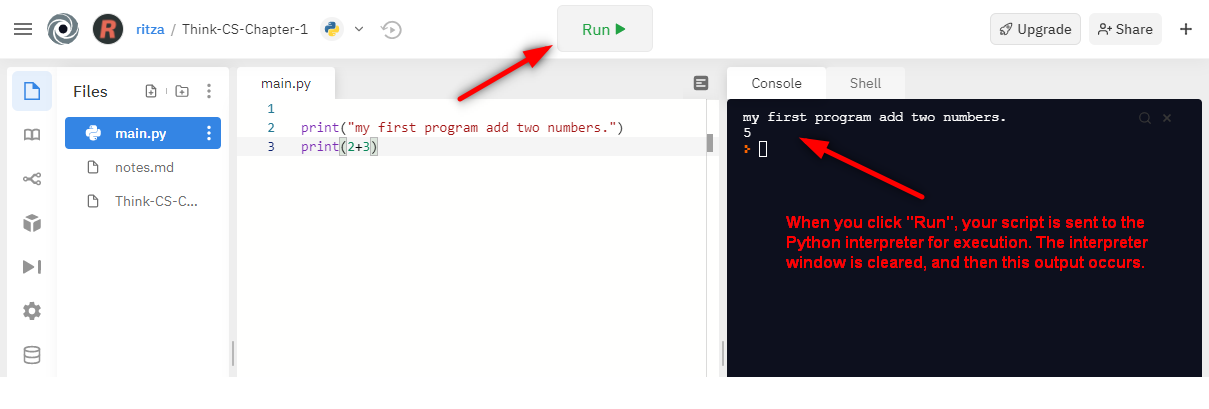 ritza / Think-CS-Chapter-1
Run
Upgrade
Share
Files
main.py
notes.md
Think-CS-C...
main.py
1
2 print("my first program add two numbers.")
3 print(2+3)
Console
Shell
my first program add two numbers.
5
When you click "Run", your script is sent to the
Python interpreter for execution. The interpreter
window is cleared, and then this output occurs.